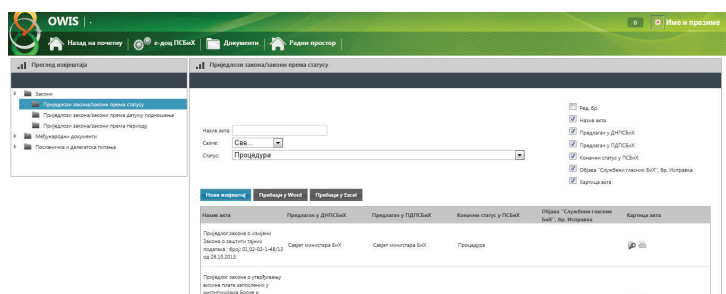 OWIS | .
0
Име и презиме
Назад на почетну
е-доц ПСБиХ
Документи
Радни простор
Преглед извјештаја
Закони
Приједлози закона/закони према статусу
Приједлози закона/закони према датуму подношења
Приједлози закона/закони према периоду
Међународни документи
Посланичка и делегатска питања
Приједлози закона/закони према статусу
Назив акта:
Сазив:
Све...
Статус:
Процедура
Ред. бр.
Назив акта
Предлагач у ДНПСБиХ
Предлагач у ПДПСБиХ
Коначни статус у ПСБиХ
Објава "Службени гласник БиХ", бр. Исправка
Картица акта
Нови извјештај
Пребаци у Word
Пребаци у Excel
Назив акта
Предлагач у ДНПСБиХ
Предлагач у ПДПСБиХ
Коначни статус у ПСБиХ
Објава "Службени гласник
БиХ", бр. Исправка
Картица акта
Приједлог закона о измјени
Закона о заштити тајних
података ; број: 01,02-02-1-48/13
од 28.10.2013.
Савјет министара БиХ
Савјет министара БиХ
Процедура
Приједлог закона о утврђивању
висине плате запослених у
институцијама Босне и